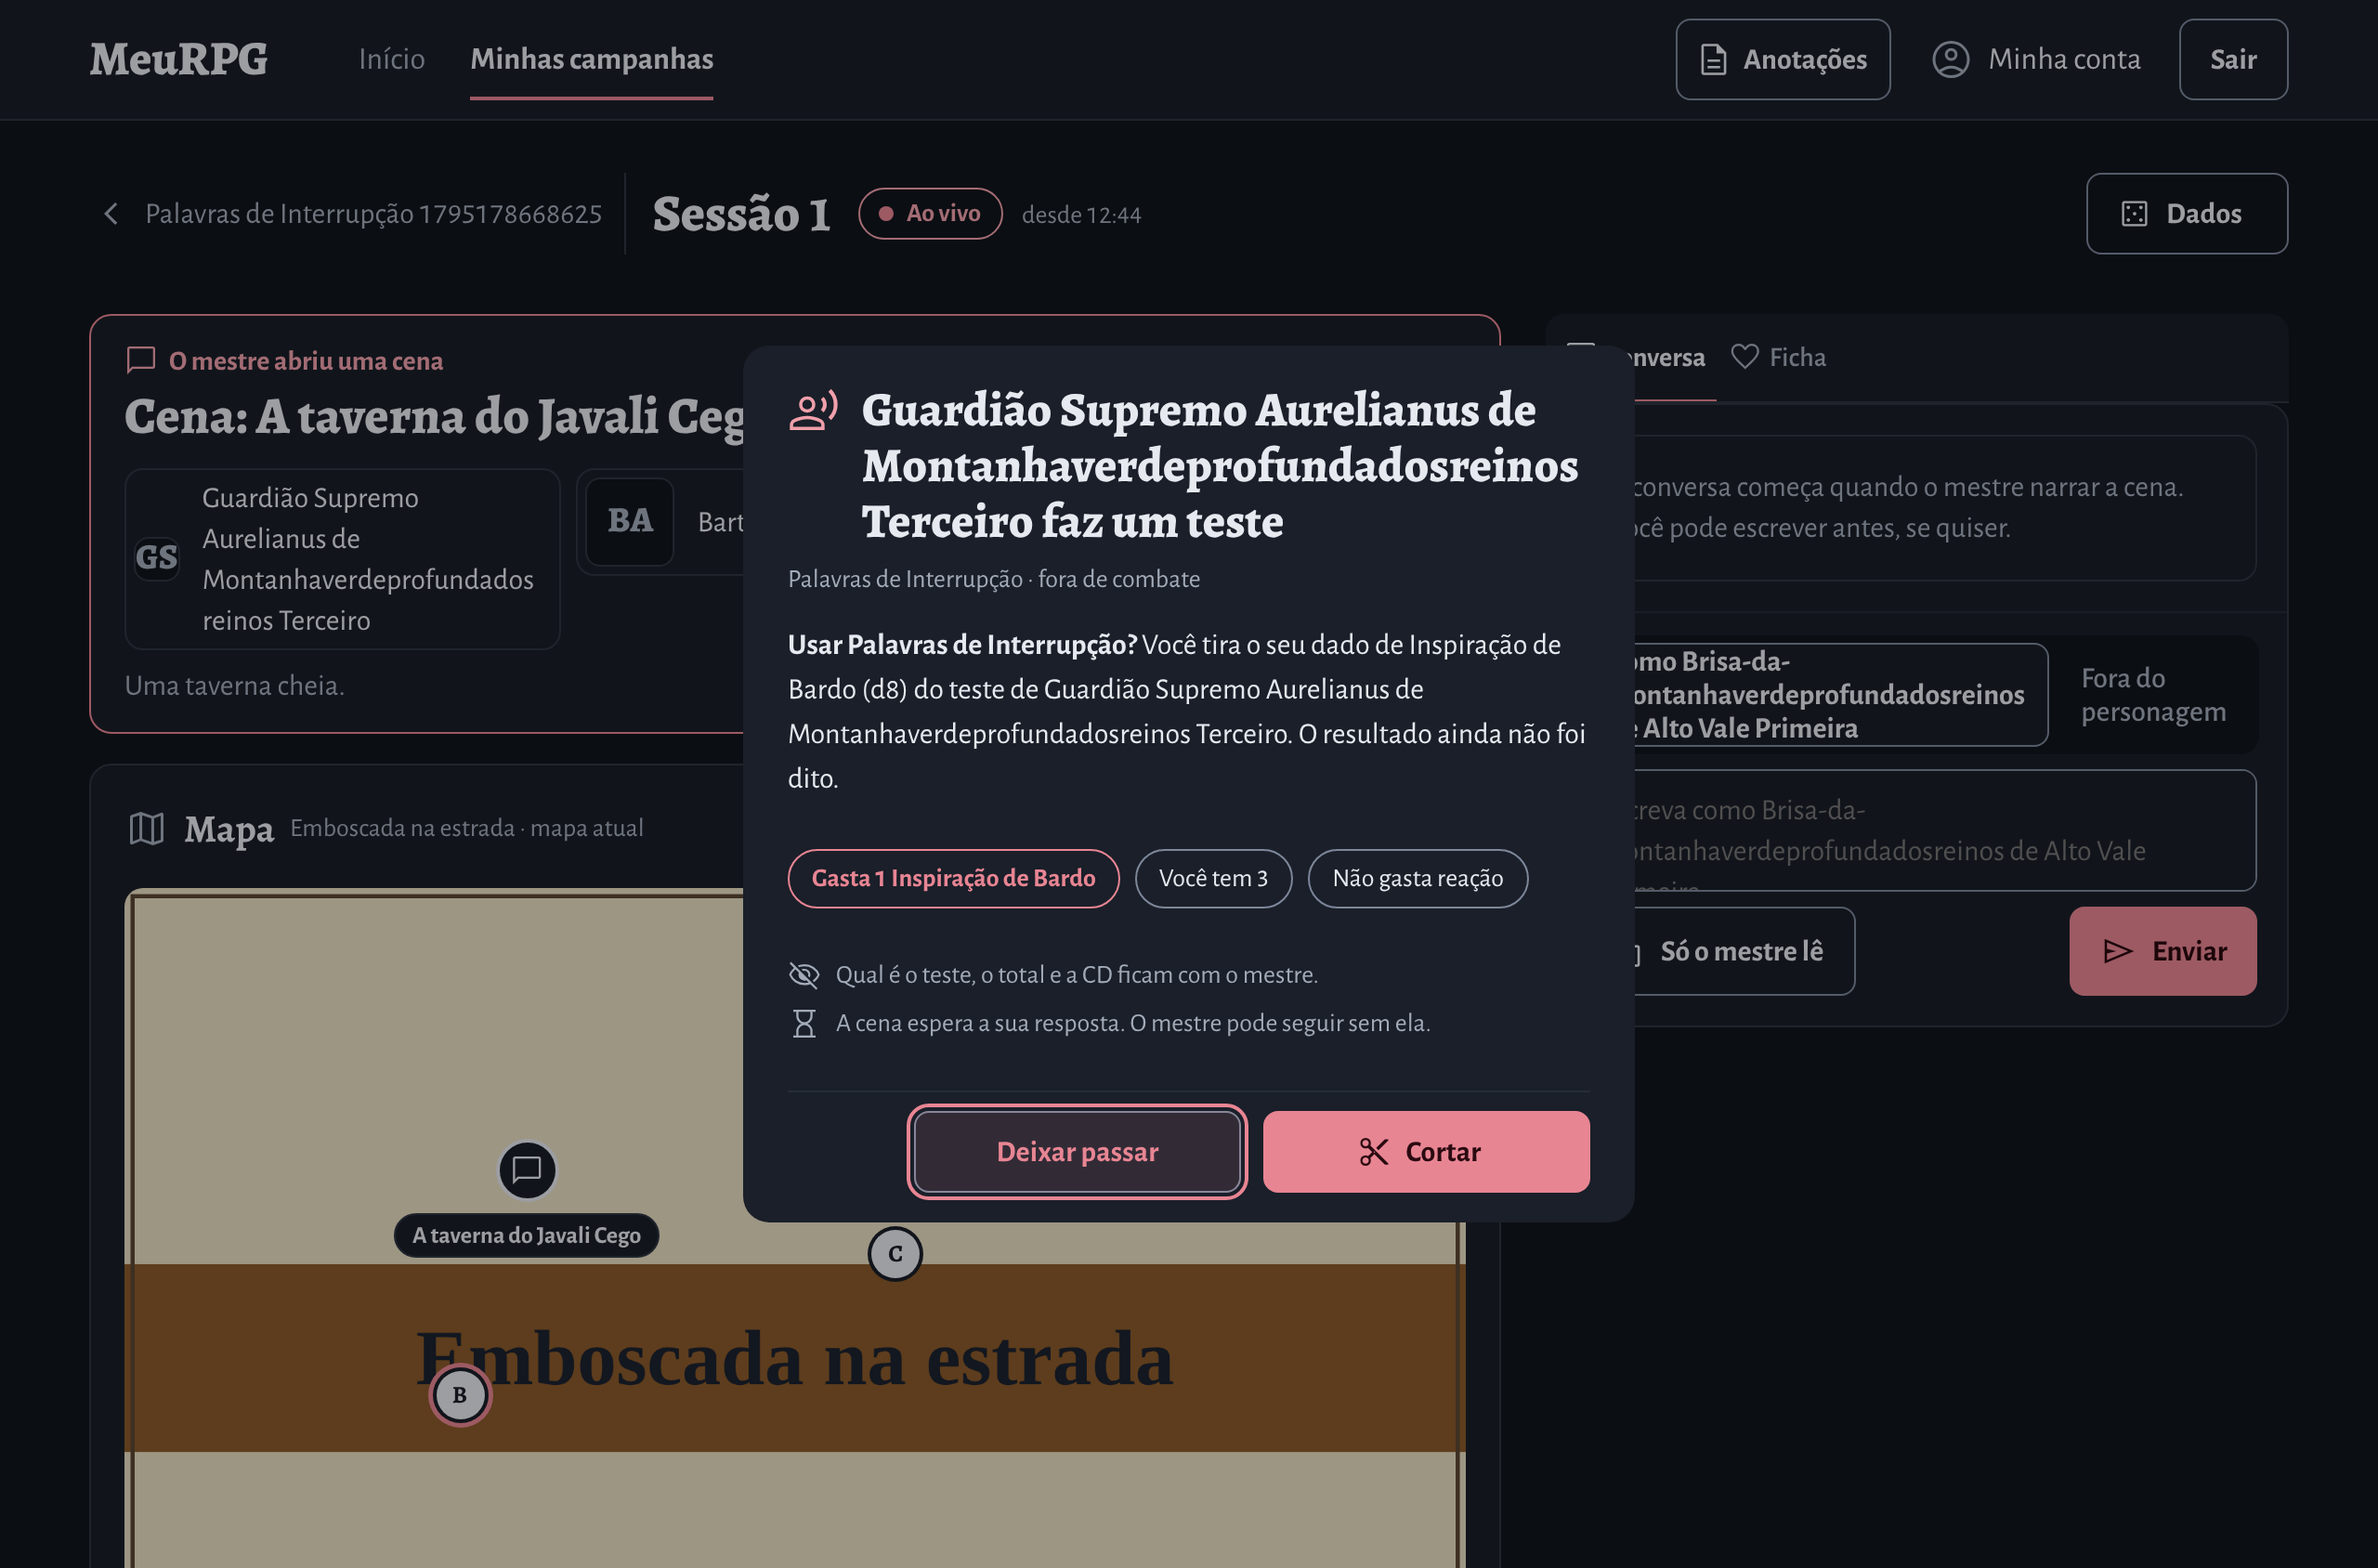 MeuRPG
Início
Minhas campanhas
Anotações
Minha conta
Sair
Palavras de Interrupção 1795178668625
Sessão 1
Ao vivo
desde 12:44
Dados
O mestre abriu uma cena
Cena: A taverna do Javali Ceg
GS
Guardião Supremo
Aurelianus de
Montanhaverdeprofundados
reinos Terceiro
BA
Bart
Uma taverna cheia.
Mapa
Emboscada na estrada · mapa atual
A taverna do Javali Cego
C
Emboscada na estrada
B
Guardião Supremo Aurelianus de
Montanhaverdeprofundadosreinos
Terceiro faz um teste
Palavras de Interrupção · fora de combate
Usar Palavras de Interrupção? Você tira o seu dado de Inspiração de
Bardo (d8) do teste de Guardião Supremo Aurelianus de
Montanhaverdeprofundadosreinos Terceiro. O resultado ainda não foi
dito.
Gasta 1 Inspiração de Bardo
Você tem 3
Não gasta reação
Qual é o teste, o total e a CD ficam com o mestre.
A cena espera a sua resposta. O mestre pode seguir sem ela.
Deixar passar
Cortar
nversa
Ficha
conversa começa quando o mestre narrar a cena.
ocê pode escrever antes, se quiser.
omo Brisa-da-
ontanhaverdeprofundadosreinos
e Alto Vale Primeira
Fora do
personagem
creva como Brisa-da-
ontanhaverdeprofundadosreinos de Alto Vale
Só o mestre lê
Enviar